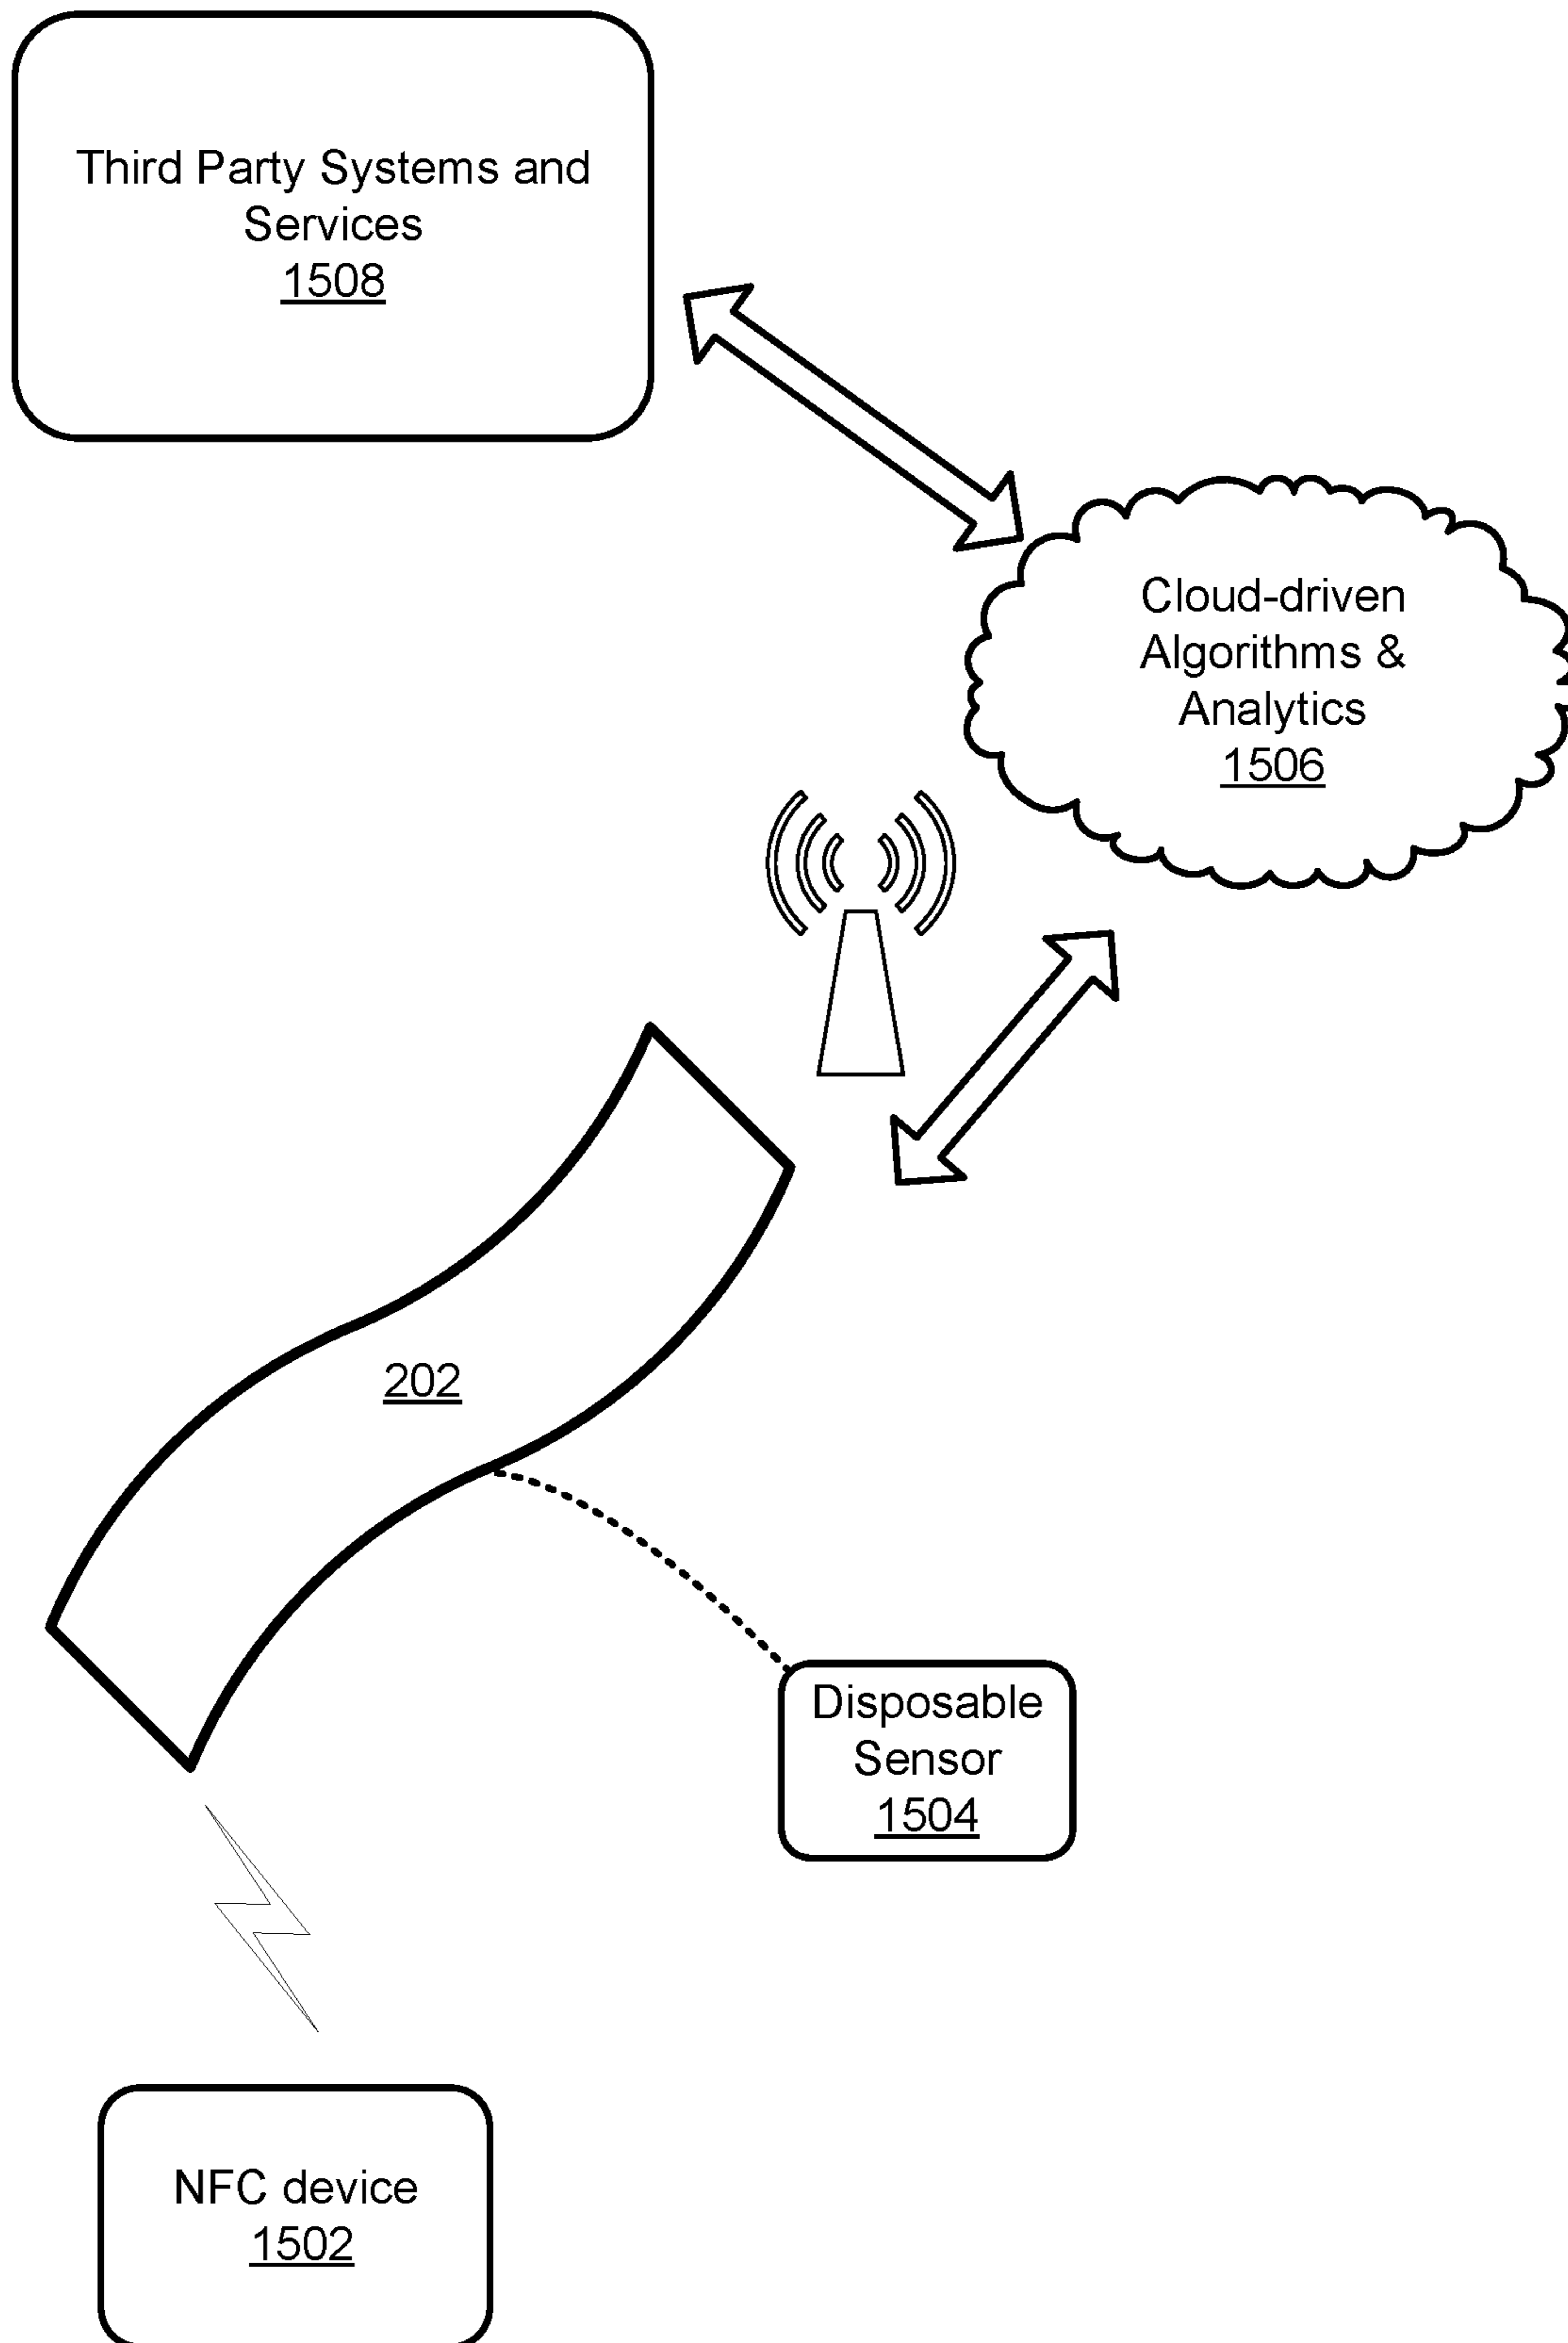 Third Party Systems and
Services
1508
Cloud-driven
Algorithms &
Analytics
1506
202
Disposable
Sensor
1504
NFC device
1502